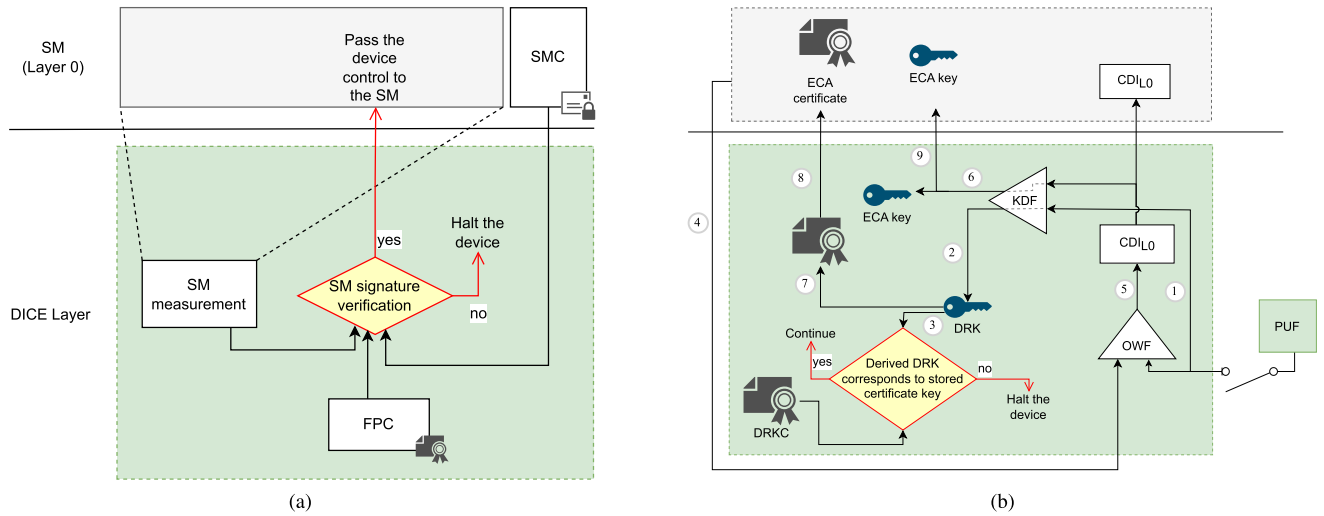 SM
(Layer 0)
Pass the
device
control to
the SM
SMC
yes
Halt the
device
no
SM
measurement
SM signature
verification
DICE Layer
FPC
(a)
ECA
certificate
ECA key
CDIL0
9
8
6
ECA key
KDF
4
CDIL0
2
7
5
1
DRK
3
PUF
Continue
OWF
yes
Derived DRK
corresponds to stored
certificate key
no
Halt the
device
DRKC
(b)